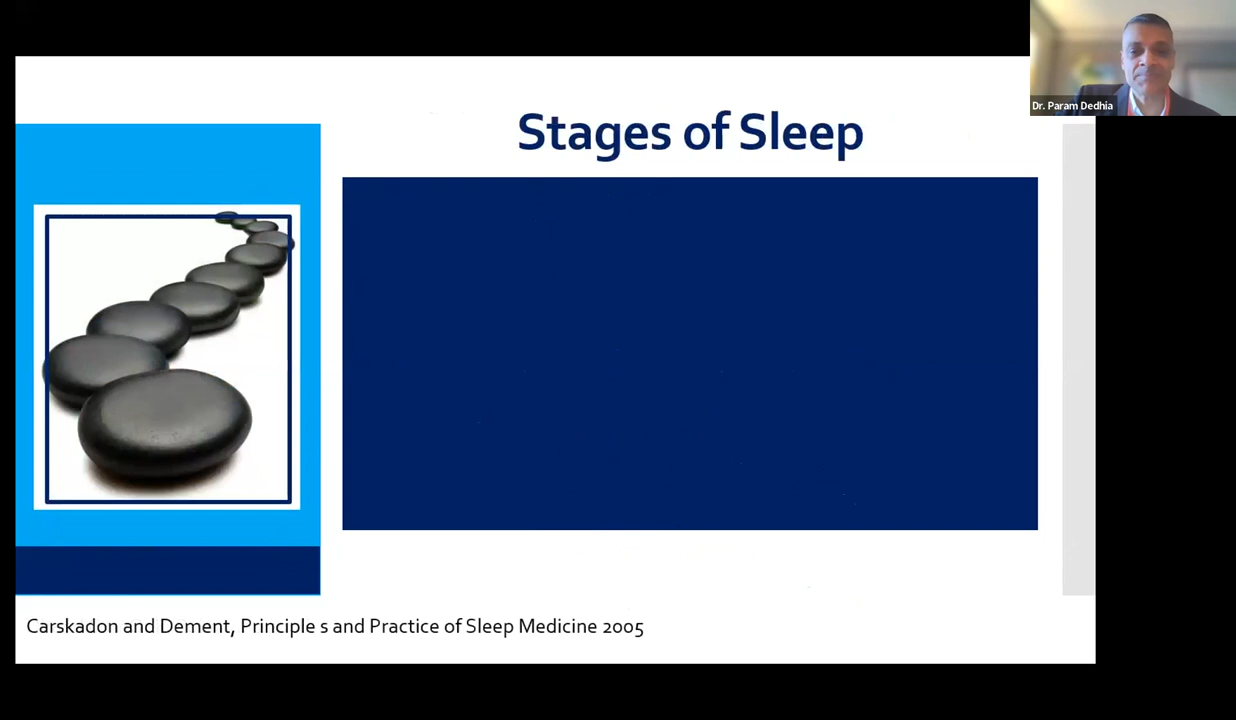 Dr. Param Dedhia
Stages of Sleep
Carskadon and Dement, Principle s and Practice of Sleep Medicine 2005